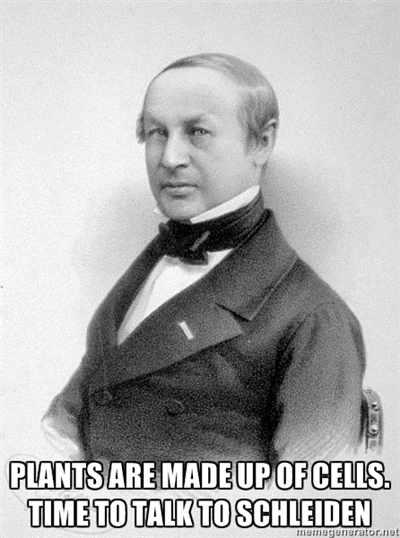 PLANTS ARE MADE UP OF CELLS.
TIME TO TALK TO SCHLEIDEN
memegenerator.net